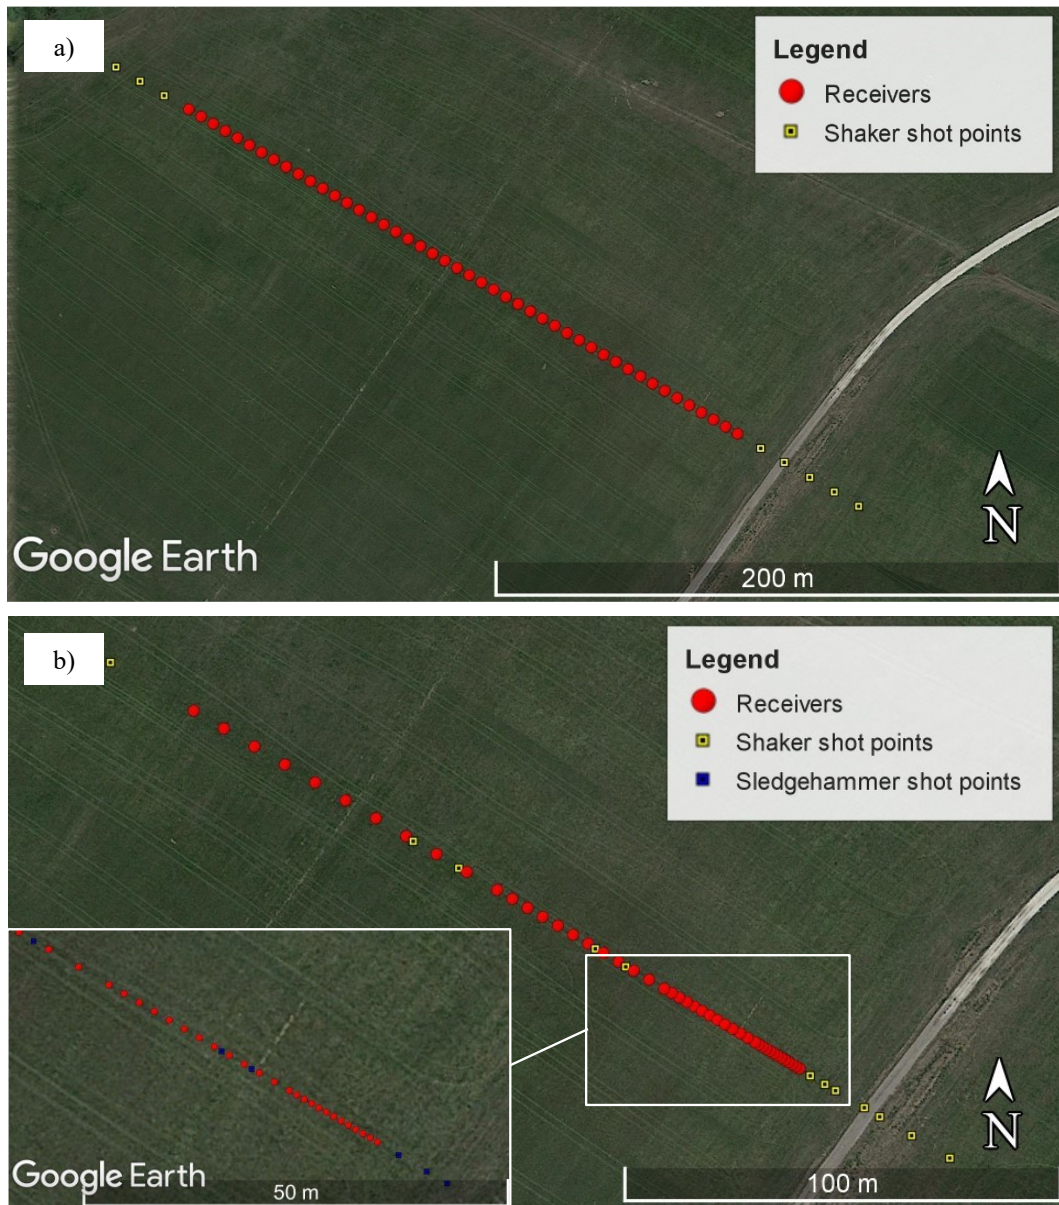 a)
Legend
Receivers
Shaker shot points
N
Google Earth
200 m
b)
Legend
Receivers
Shaker shot points
Sledgehammer shot points
N
Google Earth
50 m
100 m